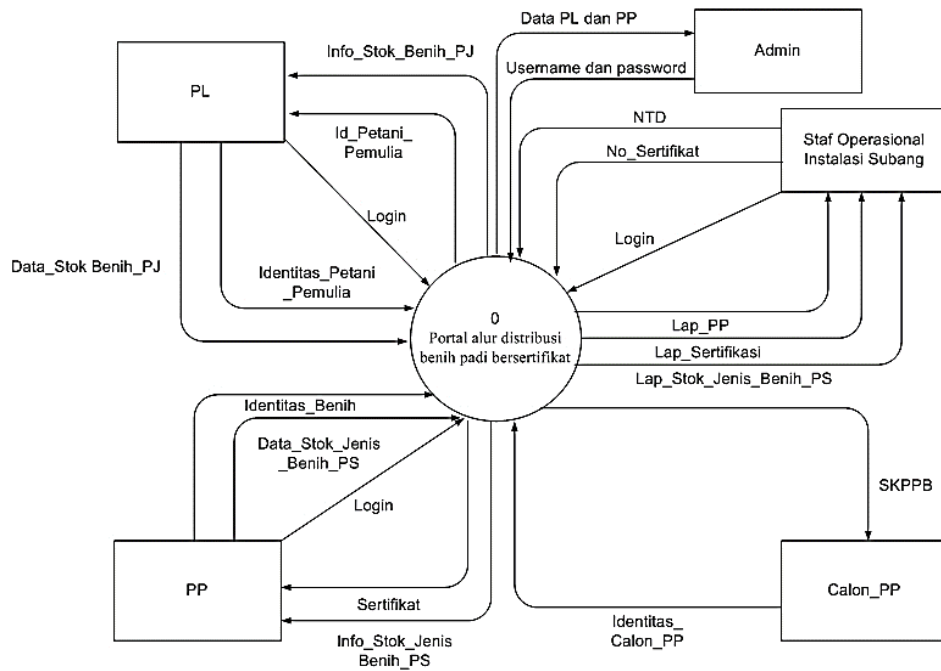 Data PL dan PP
Info_Stok_Benih_PJ
Admin
PL
Username dan password
NTD
Id_Petani_
Pemulia
Staf Operasional
Instalasi Subang
No_Sertifikat
Login
Login
Data_Stok Benih_PJ
Identitas_Petani
_Pemulia
0
Portal alur distribusi
benih padi bersertifikat
Lap_PP
Lap_Sertifikasi
Lap_Stok_Jenis_Benih_PS
Identitas_Benih
Data_Stok_Jenis
_Benih_PS
Login
SKPPB
PP
Calon_PP
Sertifikat
Identitas_
Calon_PP
Info_Stok_Jenis
Benih_PS